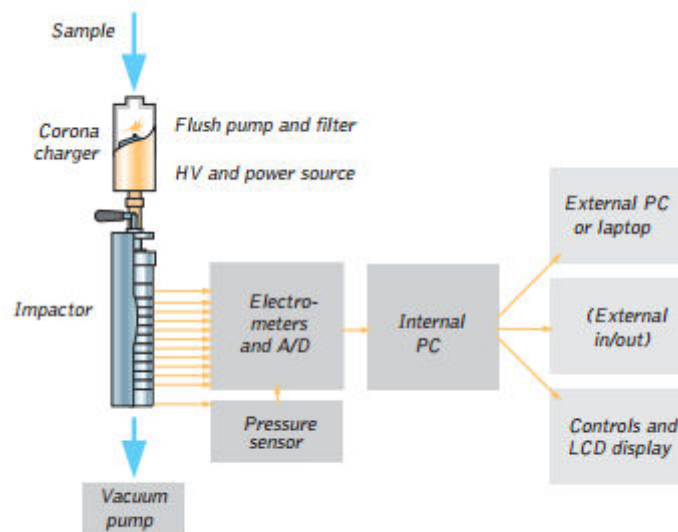 Sample
Corona
charger
Flush pump and filter
HV and power source
Impactor
Electro-
meters
and A/D
Internal
PC
External PC
or laptop
(External
in/out)
Controls and
LCD display
Pressure
sensor
Vacuum
pump